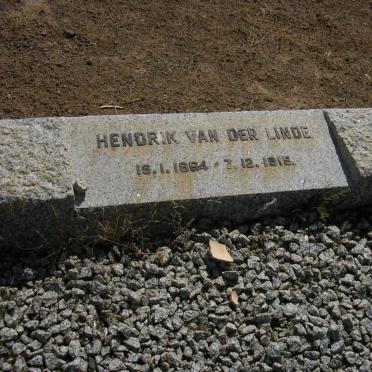 HENDRIK VAN DER LINDE
16.1.1864 - 7.12.1915.